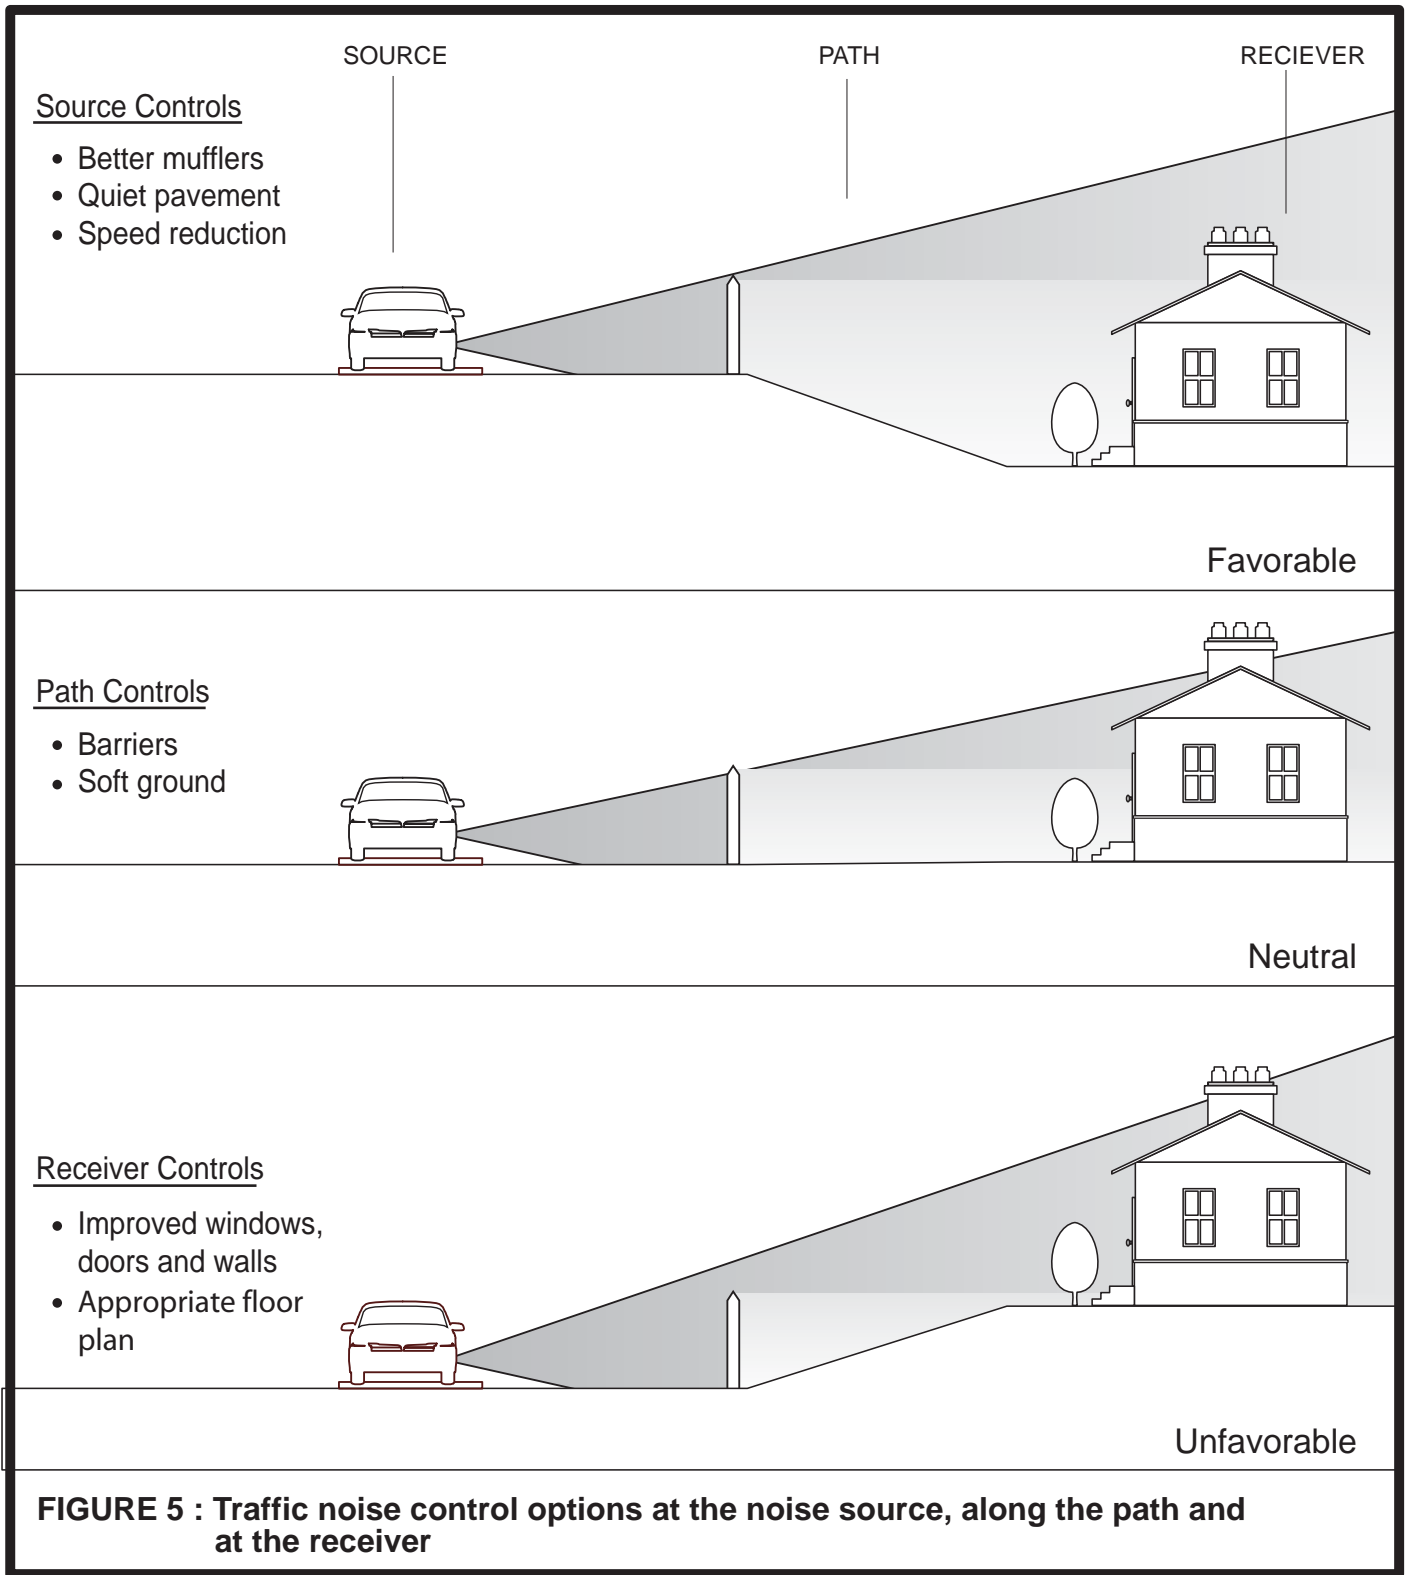 SOURCE PATH RECIEVER
Source Controls
• Better mufflers
• Quiet pavement
• Speed reduction
Favorable
Path Controls
• Barriers
• Soft ground
Neutral
Receiver Controls
• Improved windows,
doors and walls
• Appropriate floor
plan
Unfavorable
FIGURE 5 : Traffic noise control options at the noise source, along the path and
at the receiver